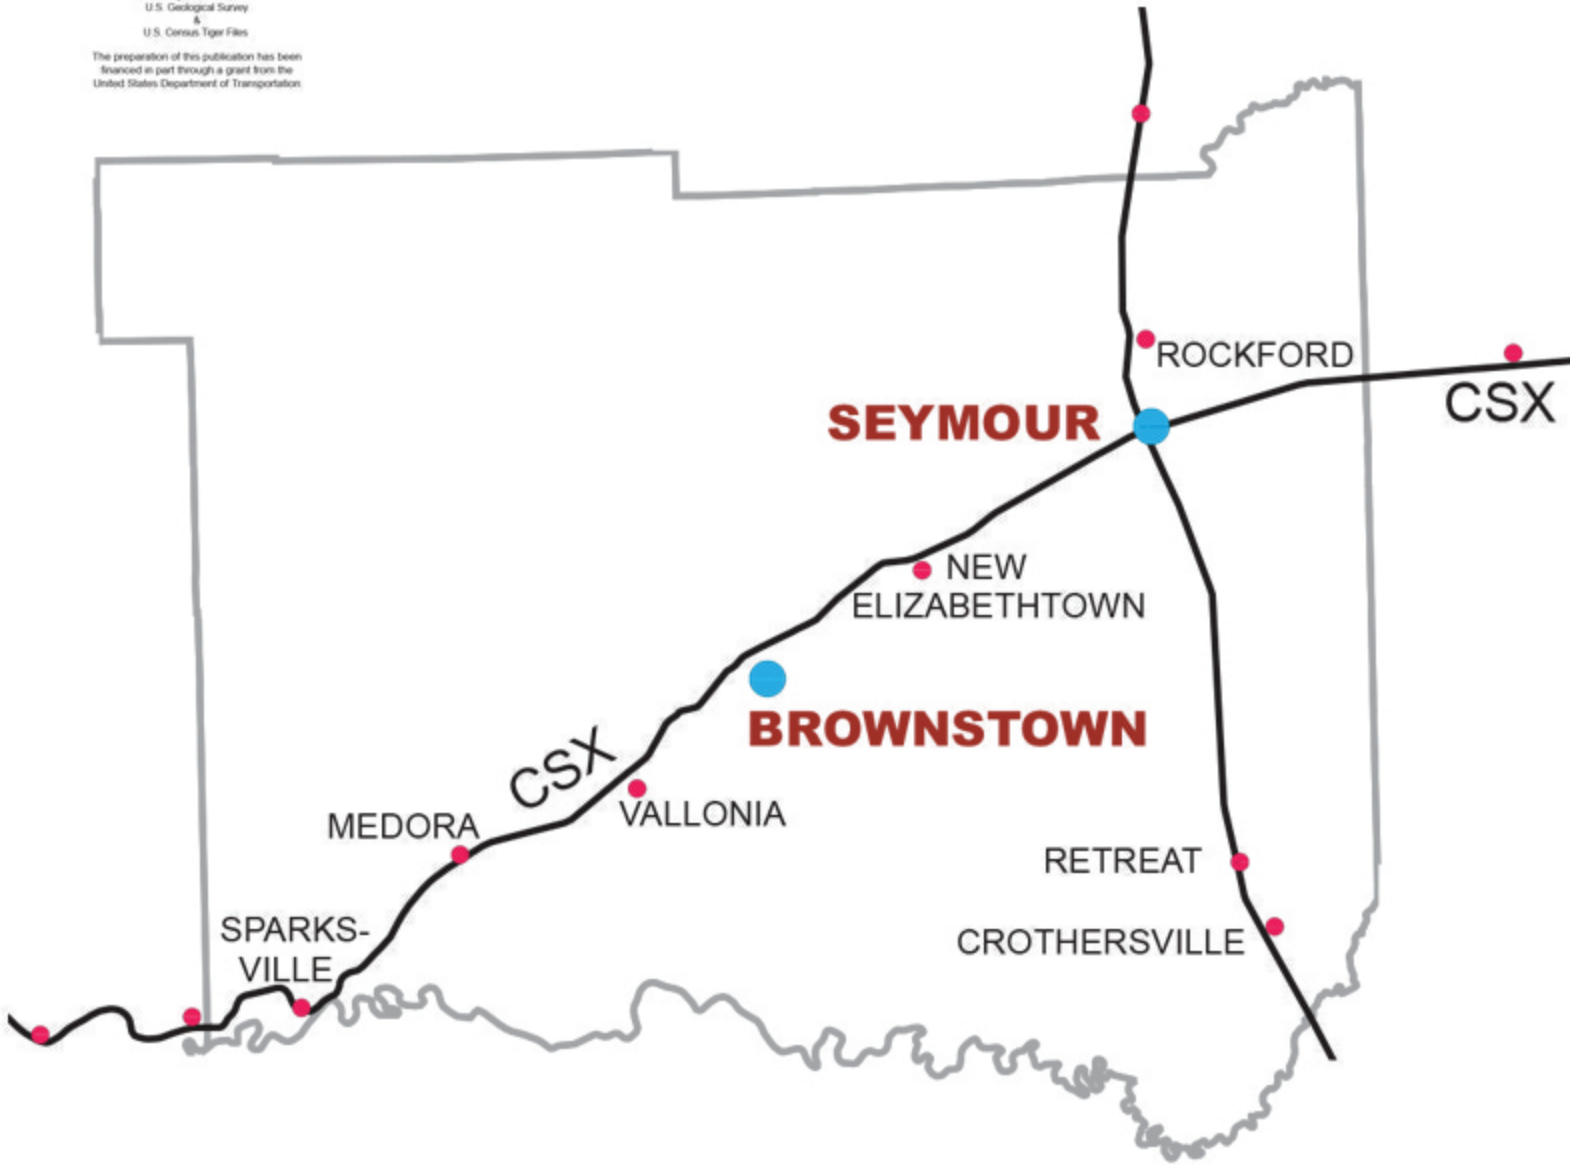 U.S. Geological Survey
&
U.S. Census Tiger Files
The preparation of this publication has been
financed in part through a grant from the
United States Department of Transportation
ROCKFORD
CSX
SEYMOUR
NEW
ELIZABETHTOWN
BROWNSTOWN
CSX
VALLONIA
MEDORA
RETREAT
SPARKS-
VILLE
CROTHERSVILLE